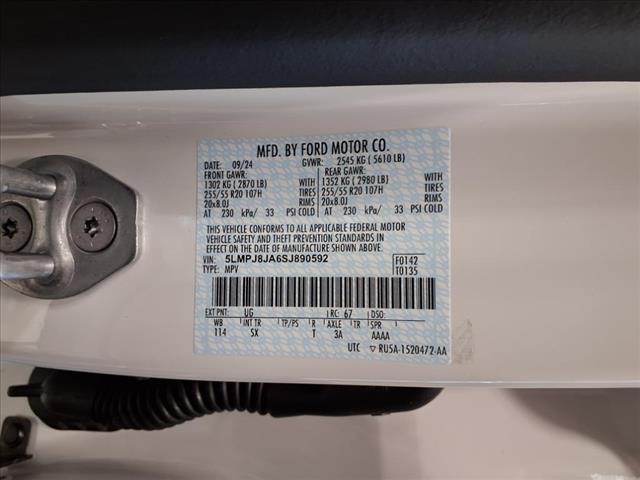 MFD. BY FORD MOTOR CO.
DATE: 09/24 GVWR: 2545 KG ( 5610 LB)
FRONT GAWR: REAR GAWR:
1302 KG ( 2870 LB) WITH 1352 KG ( 2980 LB) WITH
255/55 R20 107H TIRES 255/55 R20 107H TIRES
20x8.0J RIMS 20x8.0J RIMS
AT 230 kPa/ 33 PSI COLD AT 230 kPa/ 33 PSI COLD
THIS VEHICLE CONFORMS TO ALL APPLICABLE FEDERAL MOTOR
VEHICLE SAFETY AND THEFT PREVENTION STANDARDS IN
EFFECT ON THE DATE OF MANUFACTURE SHOWN ABOVE.
VIN: 5LMPJ8JA6SJ890592 F0142
TYPE: MPV T0135
EXT PNT: UG RC: 67 DSO:
WB INT TR TP/PS R AXLE TR SPR
114 SX T 3A AAAA
UTC ▽ RU5A-1520472-AA